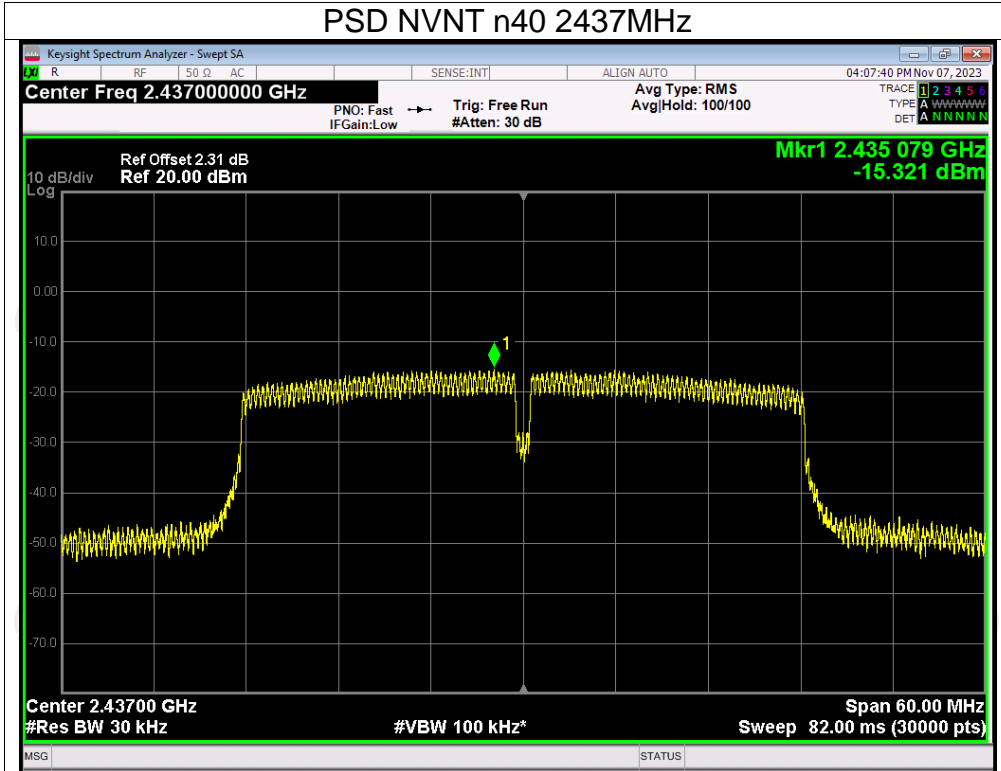 PSD NVNT n40 2437MHz
Keysight Spectrum Analyzer - Swept SA
LXI R RF 50 Ω AC SENSE:INT ALIGN AUTO 04:07:40 PM Nov 07, 2023
Center Freq 2.437000000 GHz
PNO: Fast
IFGain:Low
Trig: Free Run
#Atten: 30 dB
Avg Type: RMS
Avg|Hold: 100/100
TRACE 1 2 3 4 5 6
TYPE A WWWWW
DET A N N N N N
Mkr1 2.435 079 GHz
-15.321 dBm
Ref Offset 2.31 dB
10 dB/div Ref 20.00 dBm
Log
10.0
0.00
-10.0
1
-20.0
-30.0
-40.0
-50.0
-60.0
-70.0
Center 2.43700 GHz Span 60.00 MHz
#Res BW 30 kHz #VBW 100 kHz* Sweep 82.00 ms (30000 pts)
MSG STATUS